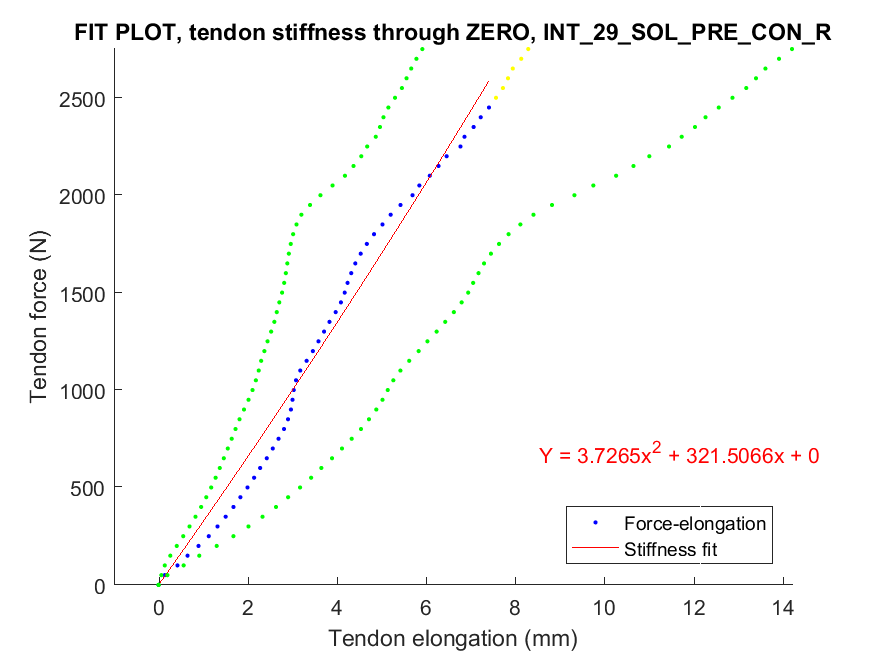 FIT PLOT, tendon stiffness through ZERO, INT_29_SOL_PRE_CON_R
Tendon force (N)
2500
2000
1500
1000
500
0
Y = 3.7265x² + 321.5066x + 0
Force-elongation
Stiffness fit
0 2 4 6 8 10 12 14
Tendon elongation (mm)